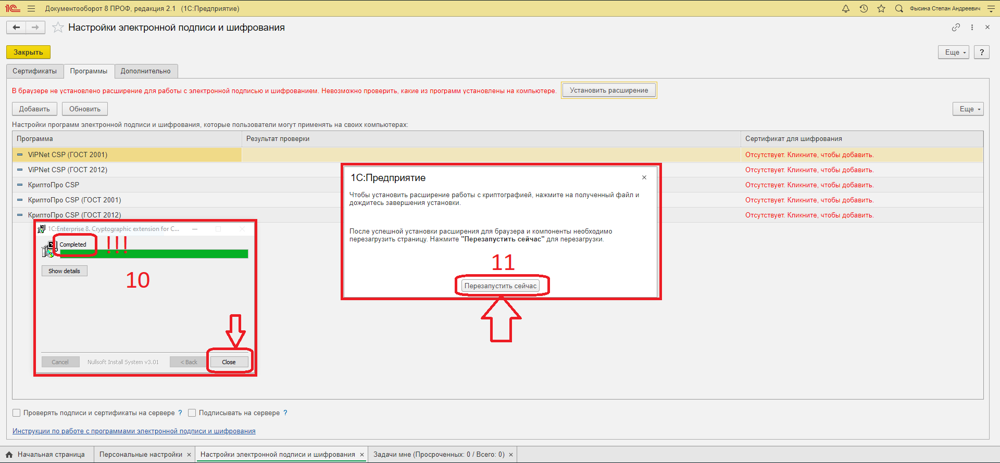 1С Документооборот 8 ПРОФ, редакция 2.1 (1С:Предприятие) Фысина Степан Андреевич
Настройки электронной подписи и шифрования
Закрыть Еще ?
Сертификаты Программы Дополнительно
В браузере не установлено расширение для работы с электронной подписью и шифрованием. Невозможно проверить, какие из программ установлены на компьютере. Установить расширение
Добавить Обновить Еще
Настройки программ электронной подписи и шифрования, которые пользователи могут применять на своих компьютерах:
Программа Результат проверки Сертификат для шифрования
ViPNet CSP (ГОСТ 2001) Отсутствует. Кликните, чтобы добавить.
ViPNet CSP (ГОСТ 2012) Отсутствует. Кликните, чтобы добавить.
КриптоПро CSP Отсутствует. Кликните, чтобы добавить.
КриптоПро CSP (ГОСТ 2001) Отсутствует. Кликните, чтобы добавить.
КриптоПро CSP (ГОСТ 2012) Отсутствует. Кликните, чтобы добавить.
1С:Предприятие
Чтобы установить расширение работы с криптографией, нажмите на полученный файл и
дождитесь завершения установки.
После успешной установки расширения для браузера и компоненты необходимо
перезагрузить страницу. Нажмите "Перезапустить сейчас" для перезагрузки.
11
Перезапустить сейчас
1C:Enterprise 8. Cryptographic extension for C...
Completed !!!
Show details
10
Cancel Nullsoft Install System v3.01 < Back Close
Проверять подписи и сертификаты на сервере ? Подписывать на сервере ?
Инструкции по работе с программами электронной подписи и шифрования
Начальная страница Персональные настройки Настройки электронной подписи и шифрования Задачи мне (Просроченных: 0 / Всего: 0)